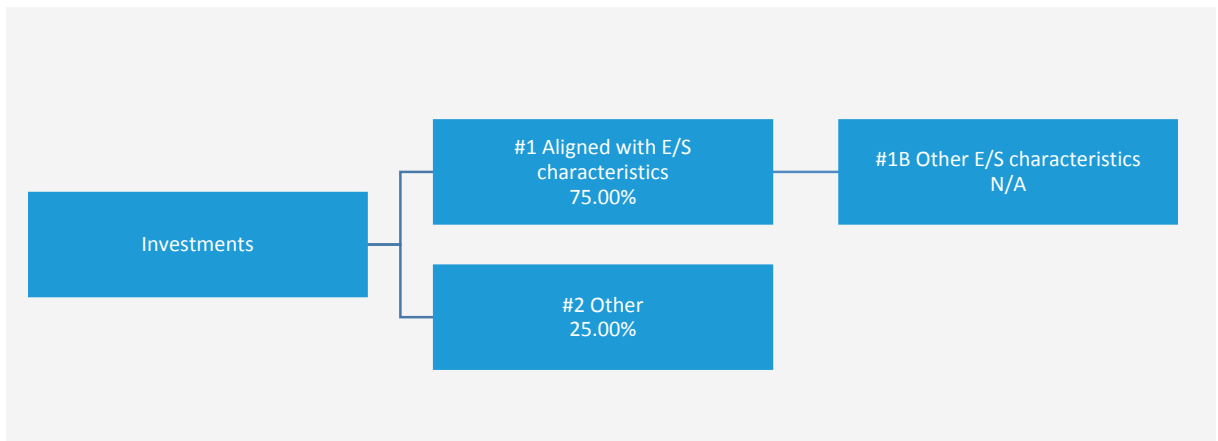 #1 Aligned with E/S
characteristics
75.00%
#1B Other E/S characteristics
N/A
Investments
#2 Other
25.00%